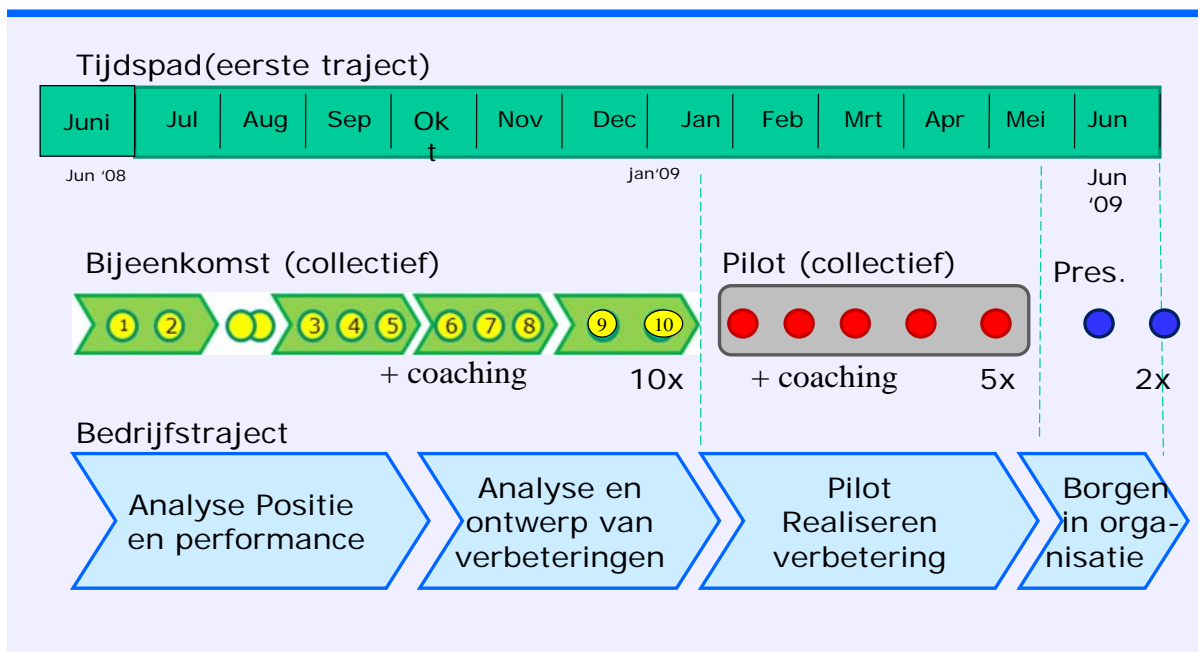 Tijdspad(eerste traject)
Juni Jul Aug Sep Ok Nov Dec Jan Feb Mrt Apr Mei Jun
t
Jun '08 jan'09 Jun
'09
Bijeenkomst (collectief) Pilot (collectief) Pres.
1 2 3 4 5 6 7 8 9 10
+ coaching 10x + coaching 5x 2x
Bedrijfstraject
Analyse Positie
en performance
Analyse en
ontwerp van
verbeteringen
Pilot
Realiseren
verbetering
Borgen
in orga-
nisatie